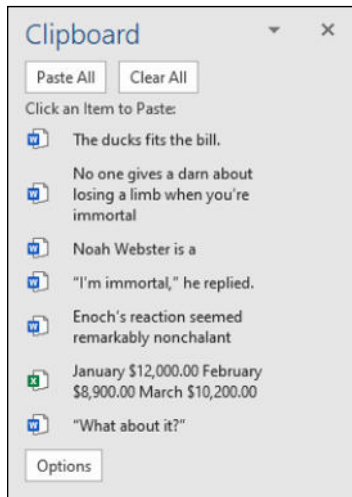 Clipboard
Paste All Clear All
Click an Item to Paste:
The ducks fits the bill.
No one gives a darn about
losing a limb when you're
immortal
Noah Webster is a
"I'm immortal," he replied.
Enoch's reaction seemed
remarkably nonchalant
January $12,000.00 February
$8,900.00 March $10,200.00
"What about it?"
Options